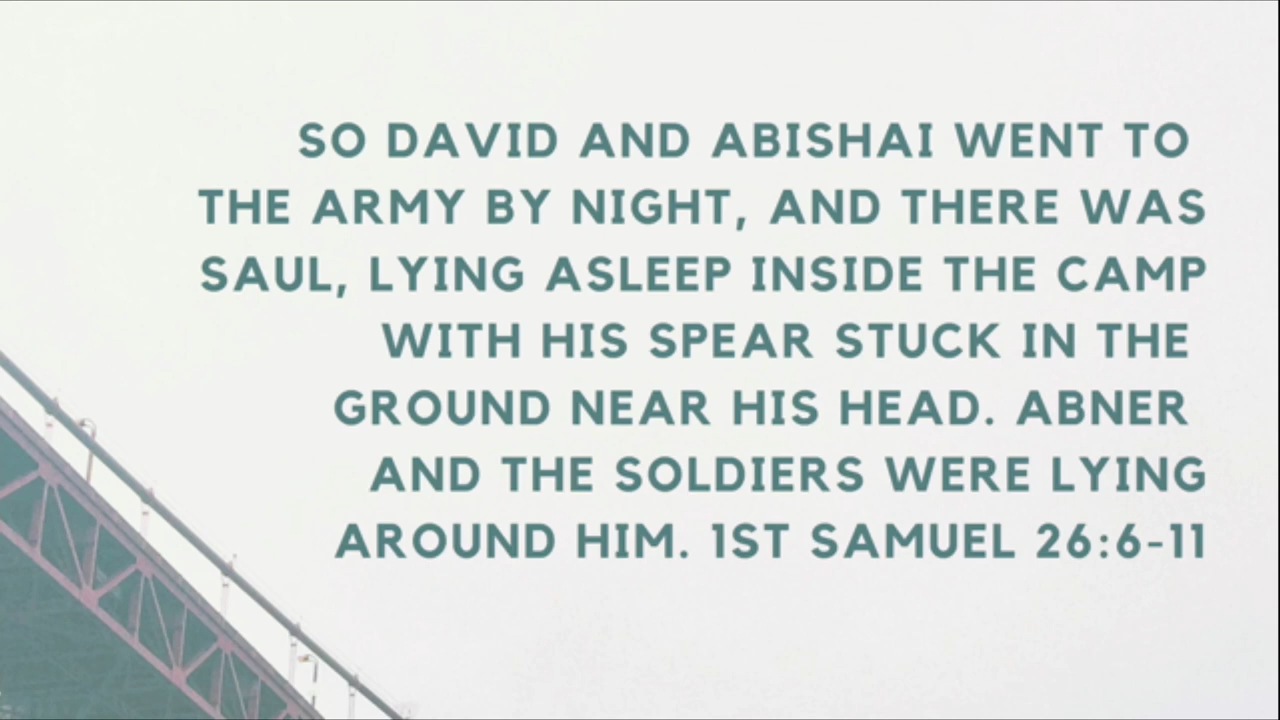 SO DAVID AND ABISHAI WENT TO
THE ARMY BY NIGHT, AND THERE WAS
SAUL, LYING ASLEEP INSIDE THE CAMP
WITH HIS SPEAR STUCK IN THE
GROUND NEAR HIS HEAD. ABNER
AND THE SOLDIERS WERE LYING
AROUND HIM. 1ST SAMUEL 26:6-11